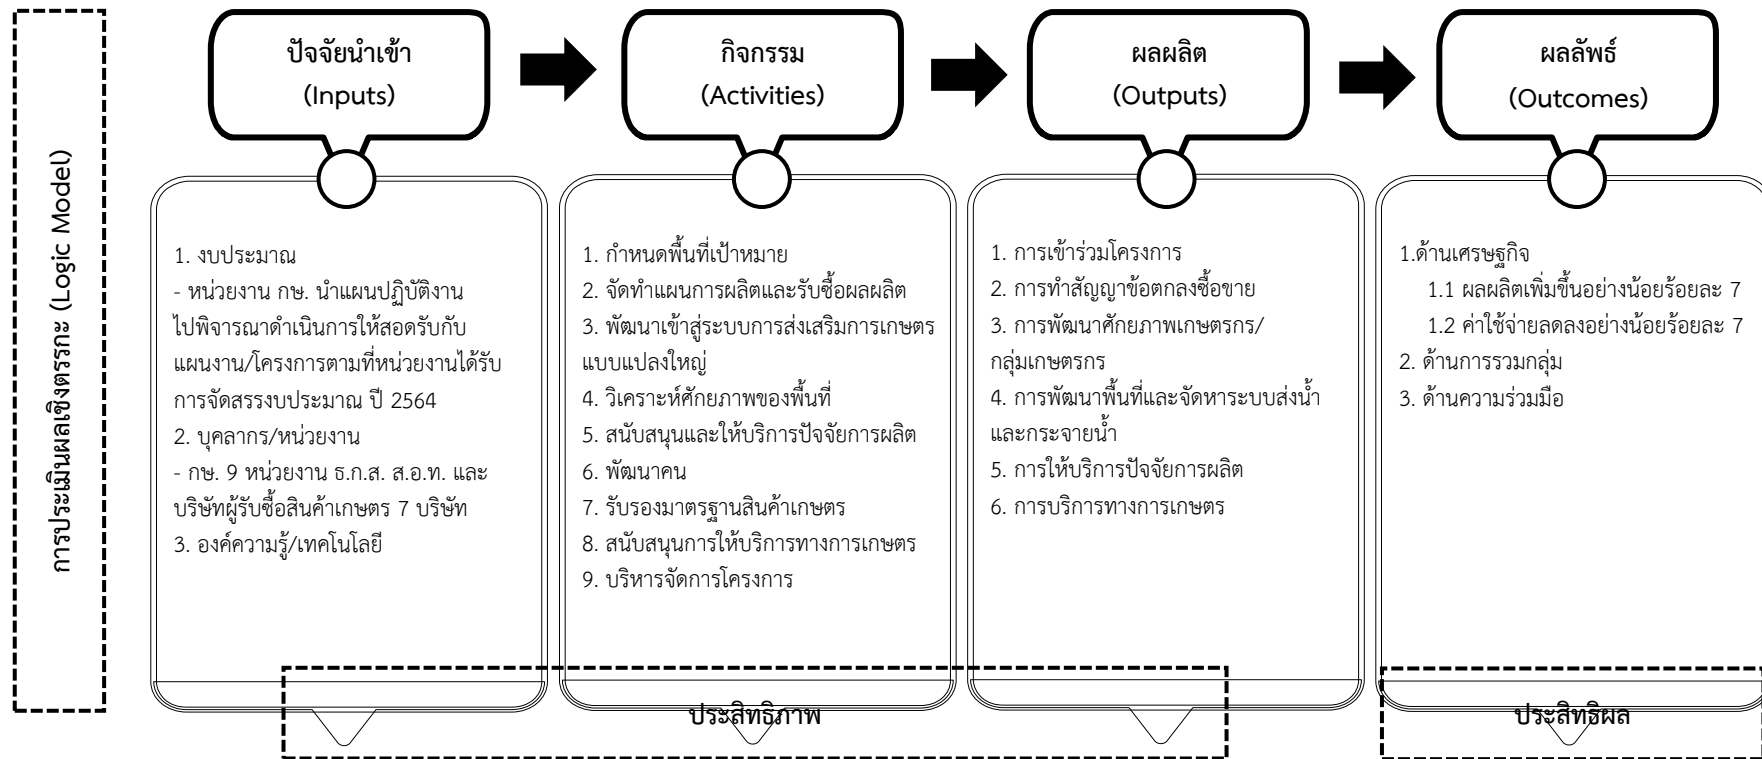 การประเมินผลเชิงตรรกะ (Logic Model)
ปัจจัยนำเข้า
(Inputs)
กิจกรรม
(Activities)
ผลผลิต
(Outputs)
ผลลัพธ์
(Outcomes)
1. งบประมาณ
- หน่วยงาน กษ. นำแผนปฏิบัติงาน
ไปพิจารณาดำเนินการให้สอดรับกับ
แผนงาน/โครงการตามที่หน่วยงานได้รับ
การจัดสรรงบประมาณ ปี 2564
2. บุคลากร/หน่วยงาน
- กษ. 9 หน่วยงาน ธ.ก.ส. ส.อ.ท. และ
บริษัทผู้รับซื้อสินค้าเกษตร 7 บริษัท
3. องค์ความรู้/เทคโนโลยี
1. กำหนดพื้นที่เป้าหมาย
2. จัดทำแผนการผลิตและรับซื้อผลผลิต
3. พัฒนาเข้าสู่ระบบการส่งเสริมการเกษตร
แบบแปลงใหญ่
4. วิเคราะห์ศักยภาพของพื้นที่
5. สนับสนุนและให้บริการปัจจัยการผลิต
6. พัฒนาคน
7. รับรองมาตรฐานสินค้าเกษตร
8. สนับสนุนการให้บริการทางการเกษตร
9. บริหารจัดการโครงการ
1. การเข้าร่วมโครงการ
2. การทำสัญญาข้อตกลงซื้อขาย
3. การพัฒนาศักยภาพเกษตรกร/
กลุ่มเกษตรกร
4. การพัฒนาพื้นที่และจัดหาระบบส่งน้ำ
และกระจายน้ำ
5. การให้บริการปัจจัยการผลิต
6. การบริการทางการเกษตร
1.ด้านเศรษฐกิจ
1.1 ผลผลิตเพิ่มขึ้นอย่างน้อยร้อยละ 7
1.2 ค่าใช้จ่ายลดลงอย่างน้อยร้อยละ 7
2. ด้านการรวมกลุ่ม
3. ด้านความร่วมมือ
ประสิทธิภาพ
ประสิทธิผล